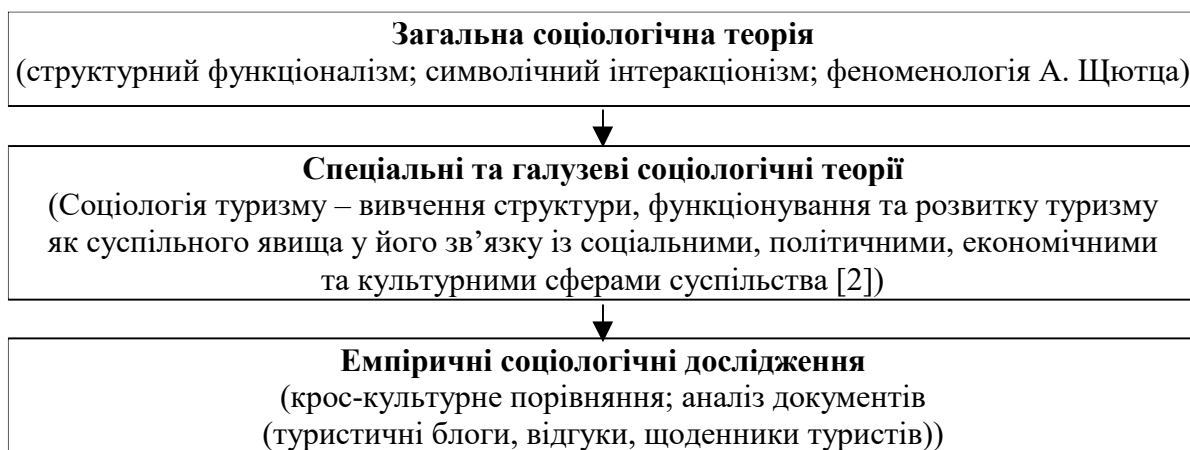 Загальна соціологічна теорія
(структурний функціоналізм; символічний інтеракціонізм; феноменологія А. Щютца)
Спеціальні та галузеві соціологічні теорії
(Соціологія туризму – вивчення структури, функціонування та розвитку туризму
як суспільного явища у його зв’язку із соціальними, політичними, економічними
та культурними сферами суспільства [2])
Емпіричні соціологічні дослідження
(крос-культурне порівняння; аналіз документів
(туристичні блоги, відгуки, щоденники туристів))